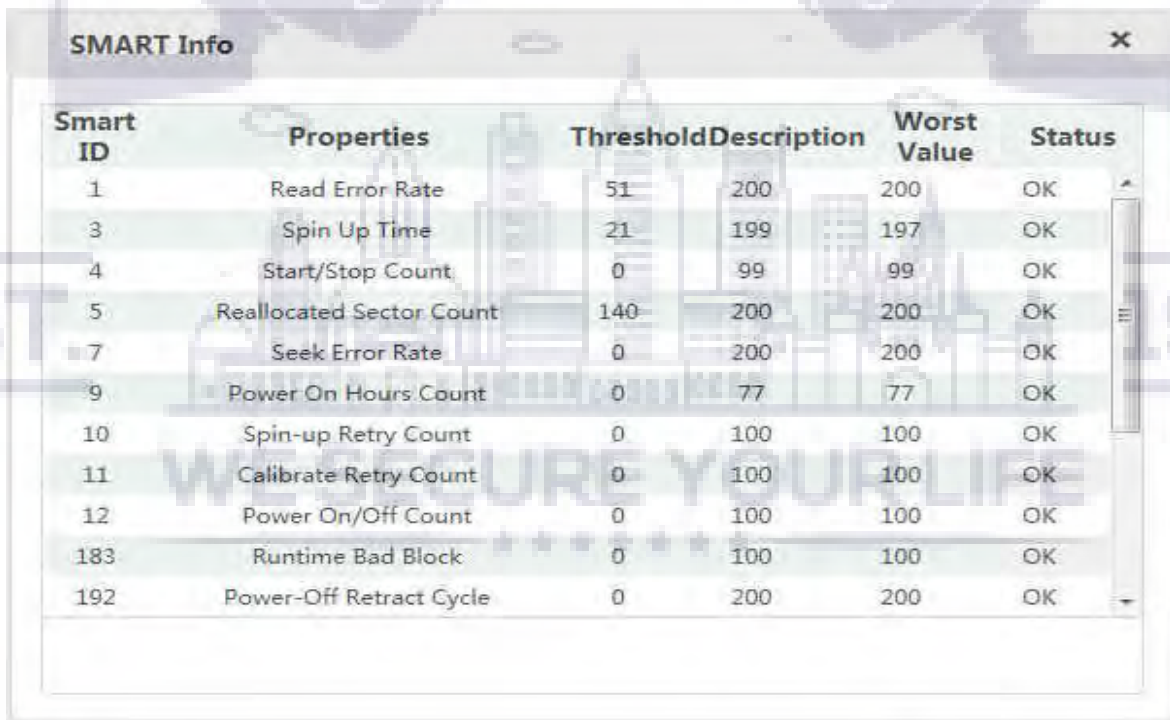 SMART Info ×
Smart ID Properties Threshold Description Worst Value Status
1 Read Error Rate 51 200 200 OK
3 Spin Up Time 21 199 197 OK
4 Start/Stop Count 0 99 99 OK
5 Reallocated Sector Count 140 200 200 OK
7 Seek Error Rate 0 200 200 OK
9 Power On Hours Count 0 77 77 OK
10 Spin-up Retry Count 0 100 100 OK
11 Calibrate Retry Count 0 100 100 OK
WE SECURE YOUR LIFE
12 Power On/Off Count 0 100 100 OK
183 Runtime Bad Block 0 100 100 OK
192 Power-Off Retract Cycle 0 200 200 OK